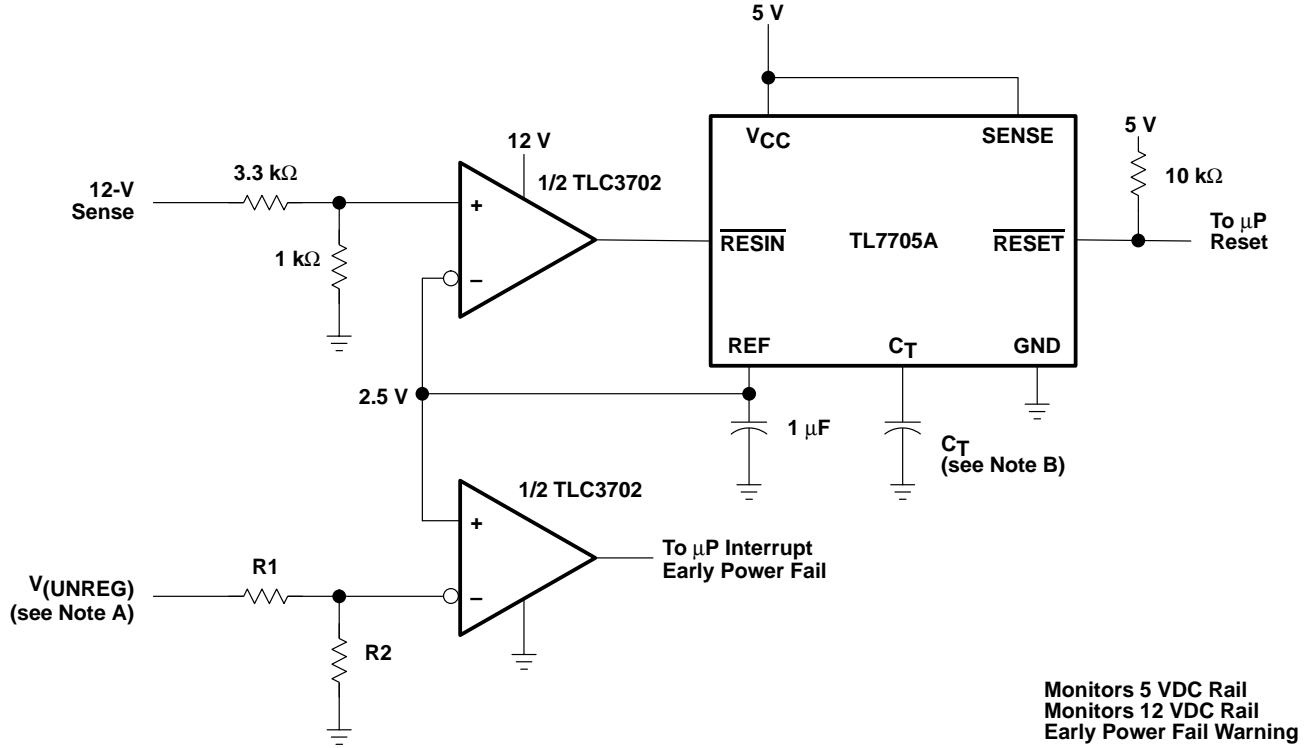 5 V
VCC
SENSE
12 V
5 V
3.3 kΩ
1/2 TLC3702
10 kΩ
12-V
Sense
+
RESIN
TL7705A
RESET
To μP
Reset
1 kΩ
−
REF
CT
GND
2.5 V
1 μF
CT
(see Note B)
1/2 TLC3702
+
To μP Interrupt
Early Power Fail
R1
V(UNREG)
(see Note A)
−
R2
Monitors 5 VDC Rail
Monitors 12 VDC Rail
Early Power Fail Warning